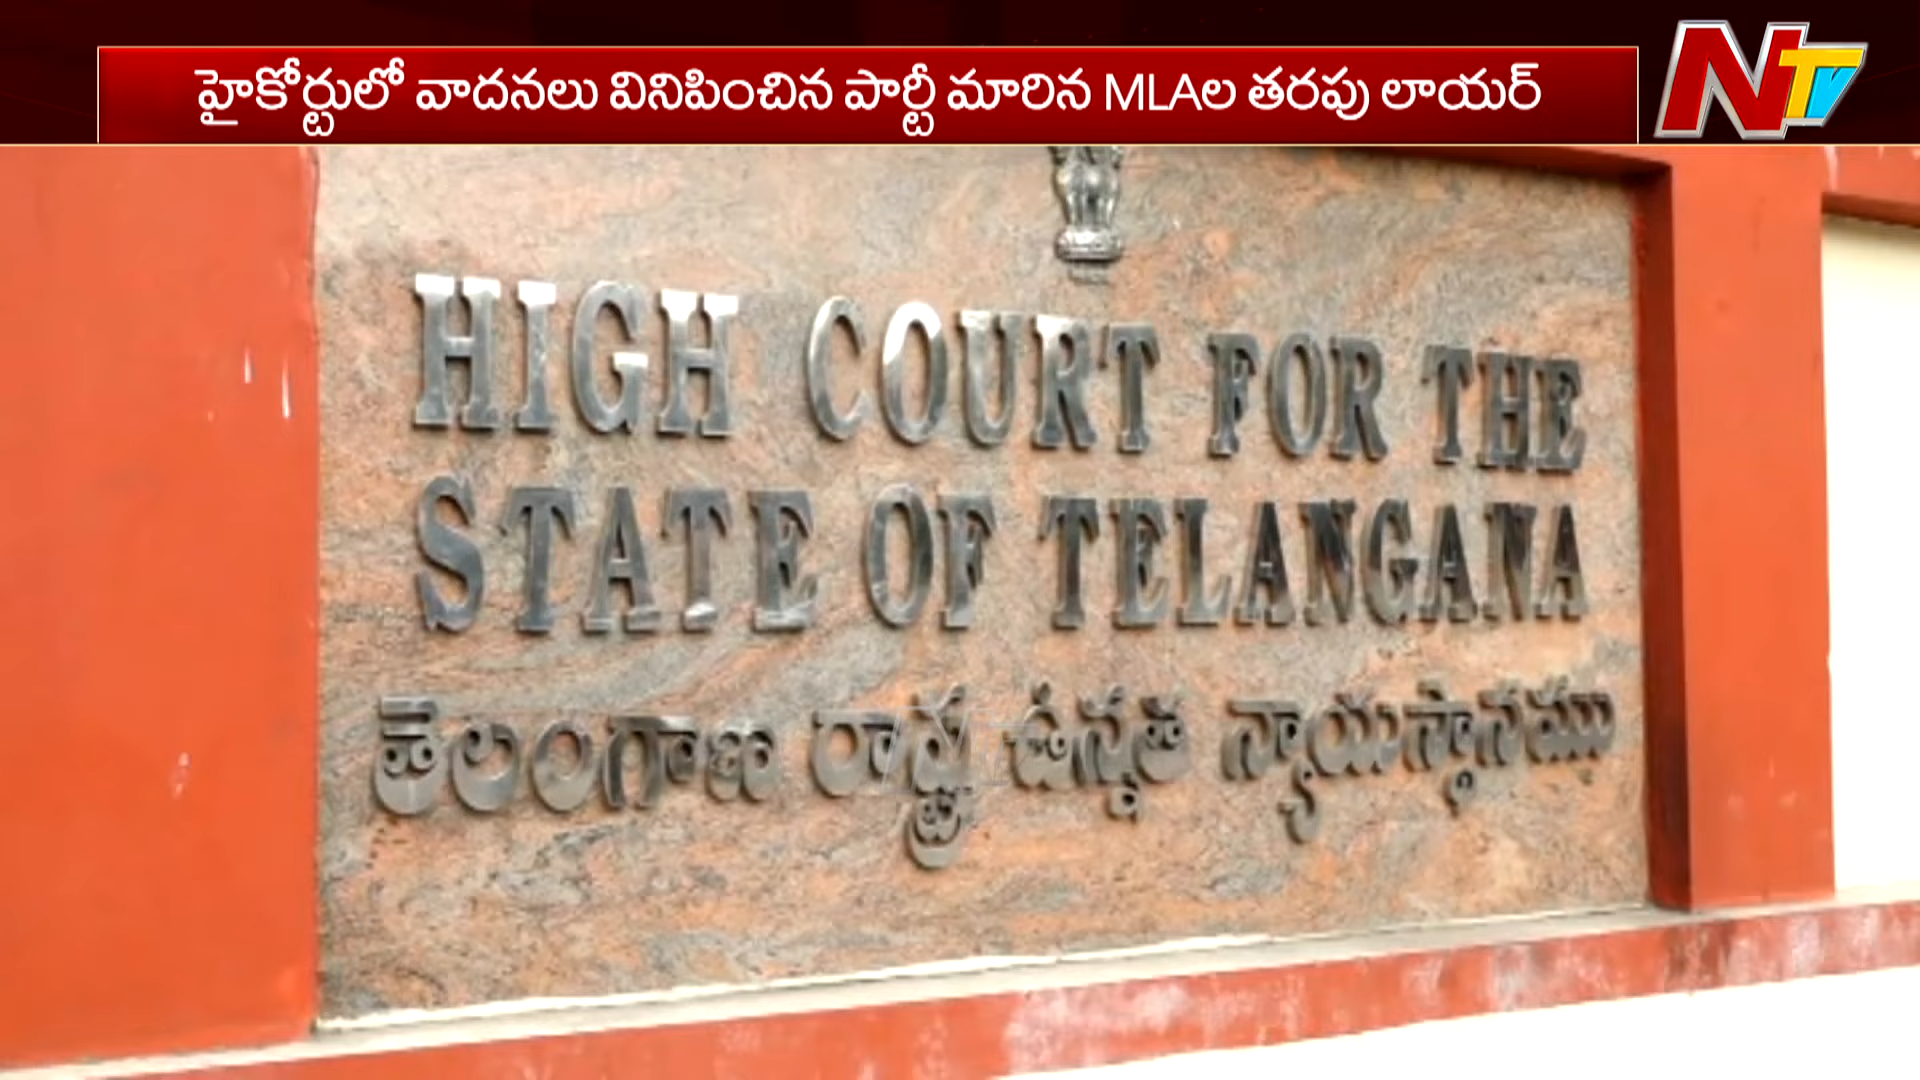 హైకోర్టులో వాదనలు వినిపించిన పార్టీ మారిన MLAల తరపు లాయర్
NTV
HIGH COURT FOR THE
STATE OF TELANGANA
తెలంగాణ రాష్ట్ర ఉన్నత న్యాయస్థానము